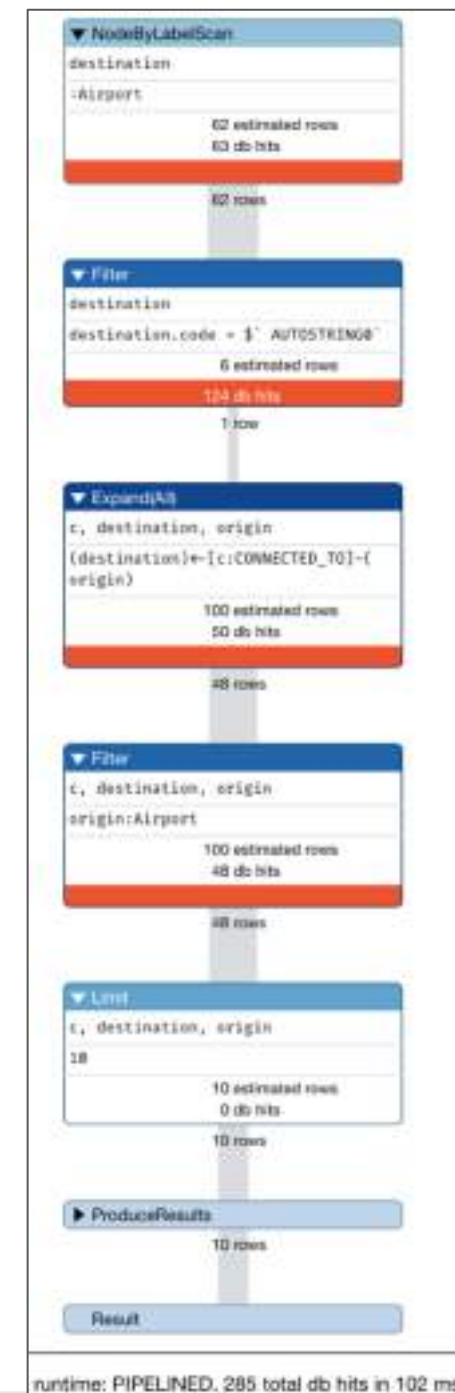 ▼ NodeByLabelScan
destination
:Airport
62 estimated rows
63 db hits
62 rows
▼ Filter
destination
destination.code = $` AUTOSTRING0`
6 estimated rows
124 db hits
1 row
▼ Expand(All)
c, destination, origin
(destination)←[c:CONNECTED_TO]-(
origin)
100 estimated rows
50 db hits
48 rows
▼ Filter
c, destination, origin
origin:Airport
100 estimated rows
48 db hits
48 rows
▼ Limit
c, destination, origin
10
10 estimated rows
0 db hits
10 rows
▶ ProduceResults
10 rows
Result
runtime: PIPELINED. 285 total db hits in 102 ms